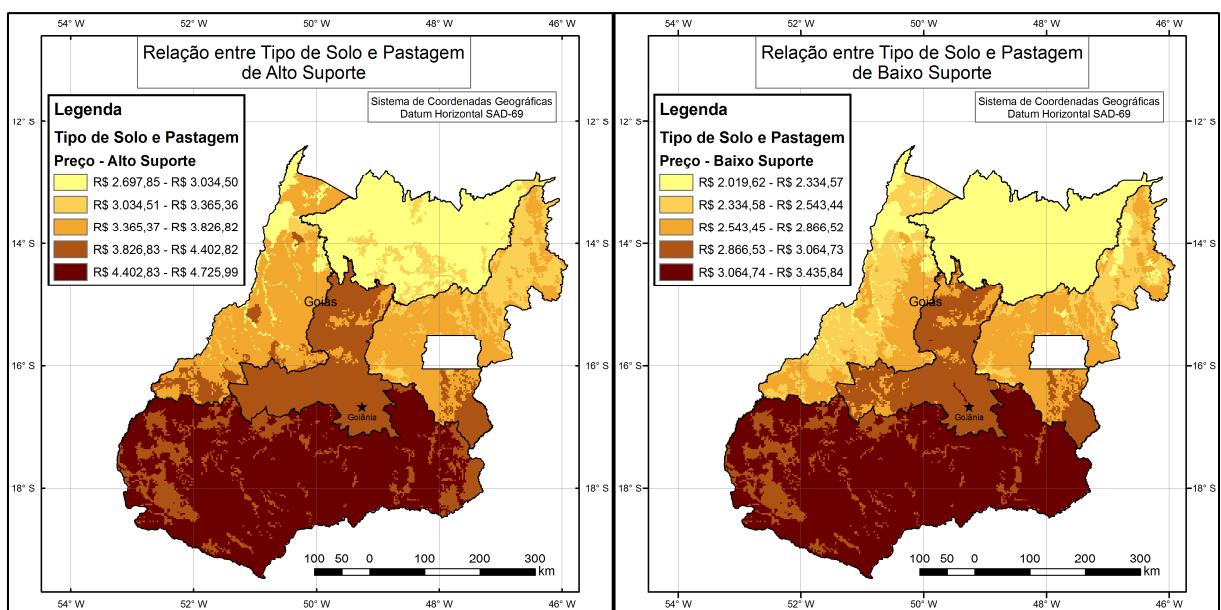 54° W
52° W
50° W
48° W
46° W
Relação entre Tipo de Solo e Pastagem
de Alto Suporte
Sistema de Coordenadas Geográficas
Datum Horizontal SAD-69
Legenda
Tipo de Solo e Pastagem
Preço - Alto Suporte
R$ 2.697,85 - R$ 3.034,50
R$ 3.034,51 - R$ 3.365,36
R$ 3.365,37 - R$ 3.826,82
R$ 3.826,83 - R$ 4.402,82
R$ 4.402,83 - R$ 4.725,99
12° S
14° S
16° S
18° S
Goiás
Goiânia
100 50 0 100 200 300
km
54° W
52° W
50° W
48° W
46° W
54° W
52° W
50° W
48° W
46° W
Relação entre Tipo de Solo e Pastagem
de Baixo Suporte
Sistema de Coordenadas Geográficas
Datum Horizontal SAD-69
Legenda
Tipo de Solo e Pastagem
Preço - Baixo Suporte
R$ 2.019,62 - R$ 2.334,57
R$ 2.334,58 - R$ 2.543,44
R$ 2.543,45 - R$ 2.866,52
R$ 2.866,53 - R$ 3.064,73
R$ 3.064,74 - R$ 3.435,84
12° S
14° S
16° S
18° S
Goiás
Goiânia
100 50 0 100 200 300
km
54° W
52° W
50° W
48° W
46° W